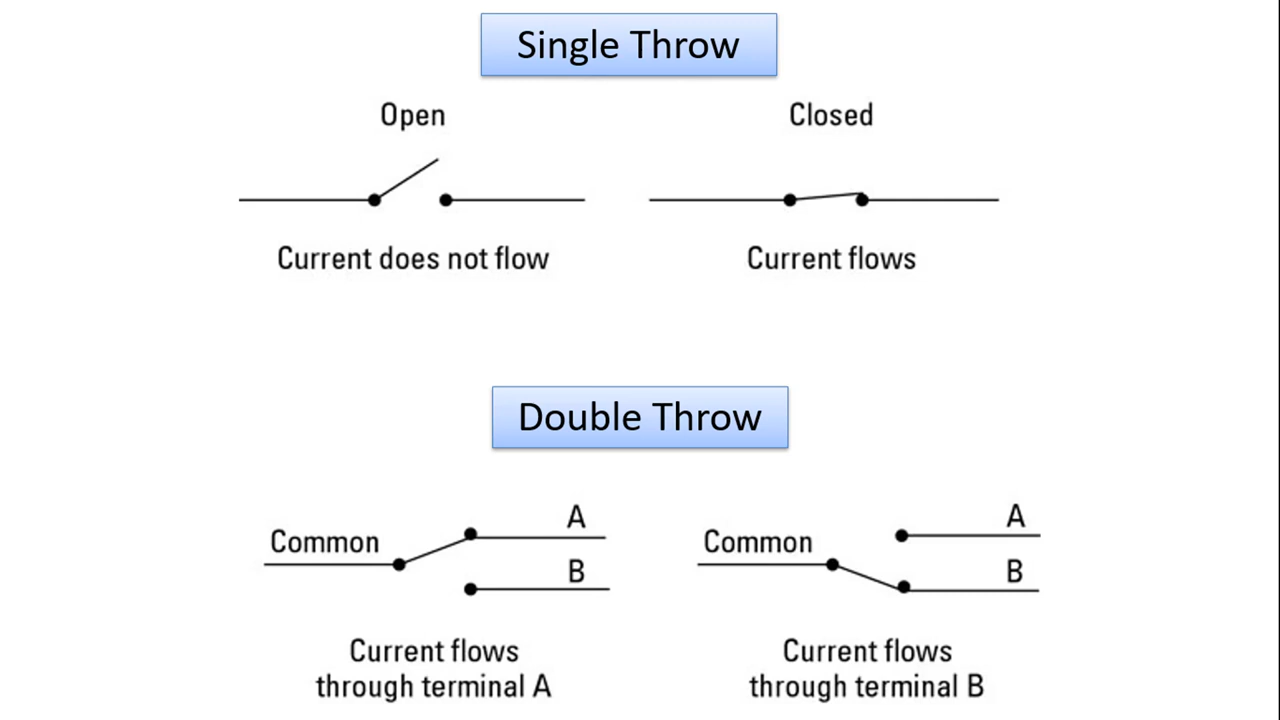 Single Throw
Open
Closed
Current does not flow
Current flows
Double Throw
Common
A
B
Current flows
through terminal A
Common
A
B
Current flows
through terminal B